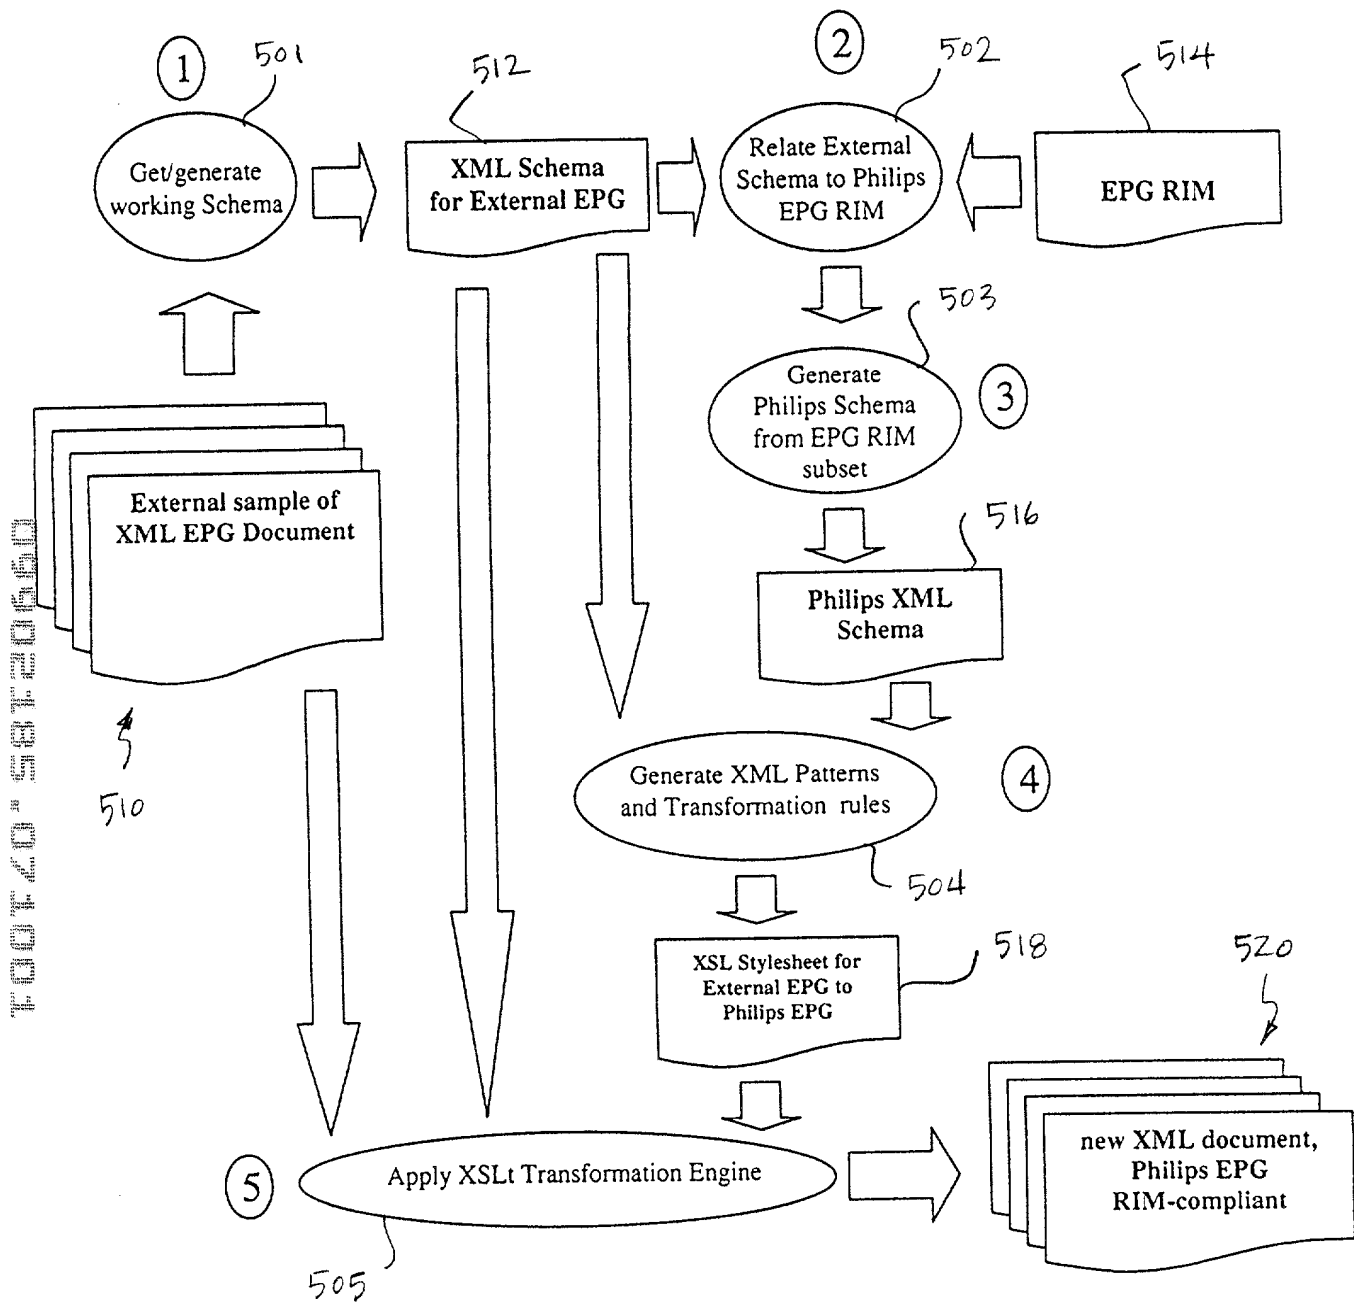 1
501
Get/generate
working Schema
512
XML Schema
for External EPG
2
502
Relate External
Schema to Philips
EPG RIM
514
EPG RIM
503
Generate
Philips Schema
from EPG RIM
subset
3
External sample of
XML EPG Document
510
516
Philips XML
Schema
Generate XML Patterns
and Transformation rules
4
504
XSL Stylesheet for
External EPG to
Philips EPG
518
520
5
Apply XSLt Transformation Engine
505
new XML document,
Philips EPG
RIM-compliant